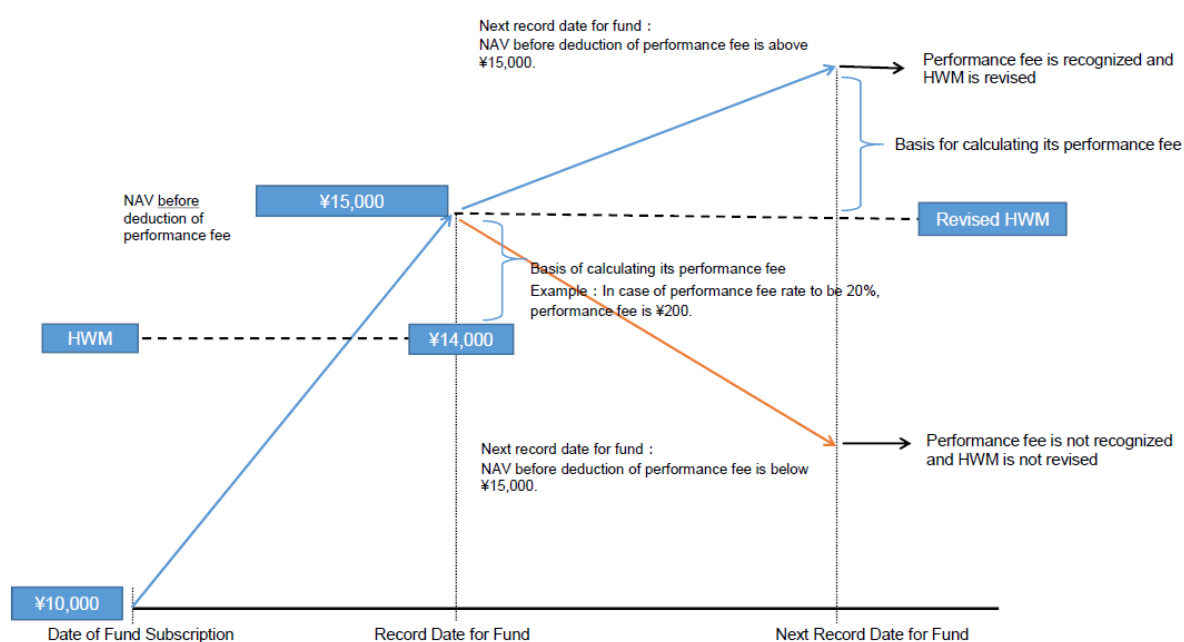 Next record date for fund：
NAV before deduction of performance fee is above
¥15,000.
Performance fee is recognized and
HWM is revised
Basis for calculating its performance fee
NAV before
deduction of
performance fee
¥15,000
Revised HWM
Basis of calculating its performance fee
Example：In case of performance fee rate to be 20%,
performance fee is ¥200.
HWM
¥14,000
Next record date for fund：
NAV before deduction of performance fee is below
¥15,000.
Performance fee is not recognized
and HWM is not revised
¥10,000
Date of Fund Subscription
Record Date for Fund
Next Record Date for Fund